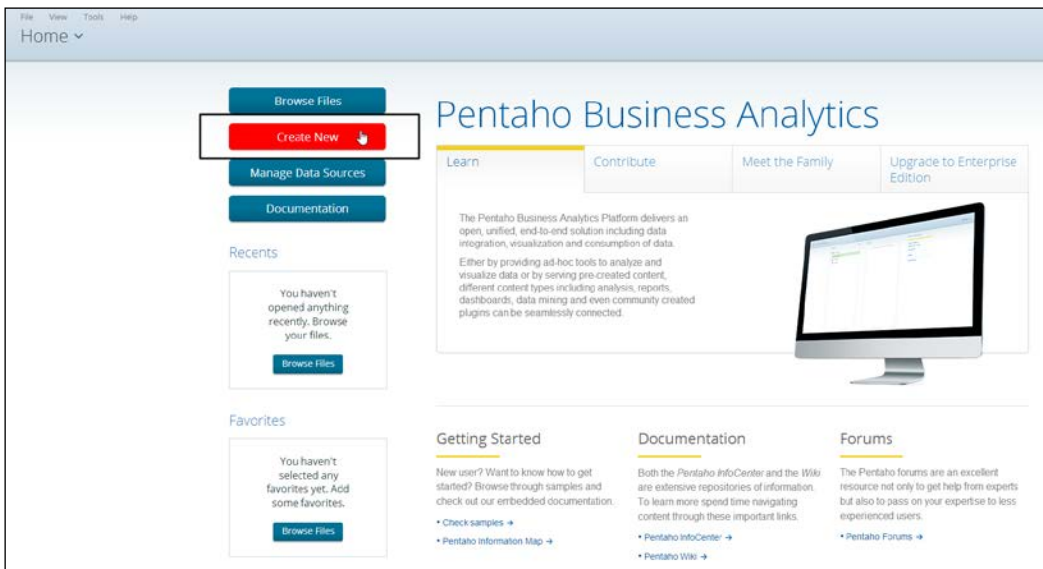 File View Tools Help
Home
Browse Files
Create New
Manage Data Sources
Documentation
Recents
You haven't
opened anything
recently. Browse
your files.
Browse Files
Favorites
You haven't
selected any
favorites yet. Add
some favorites.
Browse Files
Pentaho Business Analytics
Learn
Contribute
Meet the Family
Upgrade to Enterprise
Edition
The Pentaho Business Analytics Platform delivers an
open, unified, end-to-end solution including data
integration, visualization and consumption of data.
Either by providing ad-hoc tools to analyze and
visualize data or by serving pre-created content,
different content types including analysis, reports,
dashboards, data mining and even community created
plugins can be seamlessly connected.
Getting Started
New user? Want to know how to get
started? Browse through samples and
check out our embedded documentation.
• Check samples →
• Pentaho Information Map →
Documentation
Both the Pentaho InfoCenter and the Wiki
are extensive repositories of information.
To learn more spend time navigating
content through these important links.
• Pentaho InfoCenter →
• Pentaho Wiki →
Forums
The Pentaho forums are an excellent
resource not only to get help from experts
but also to pass on your expertise to less
experienced users.
• Pentaho Forums →